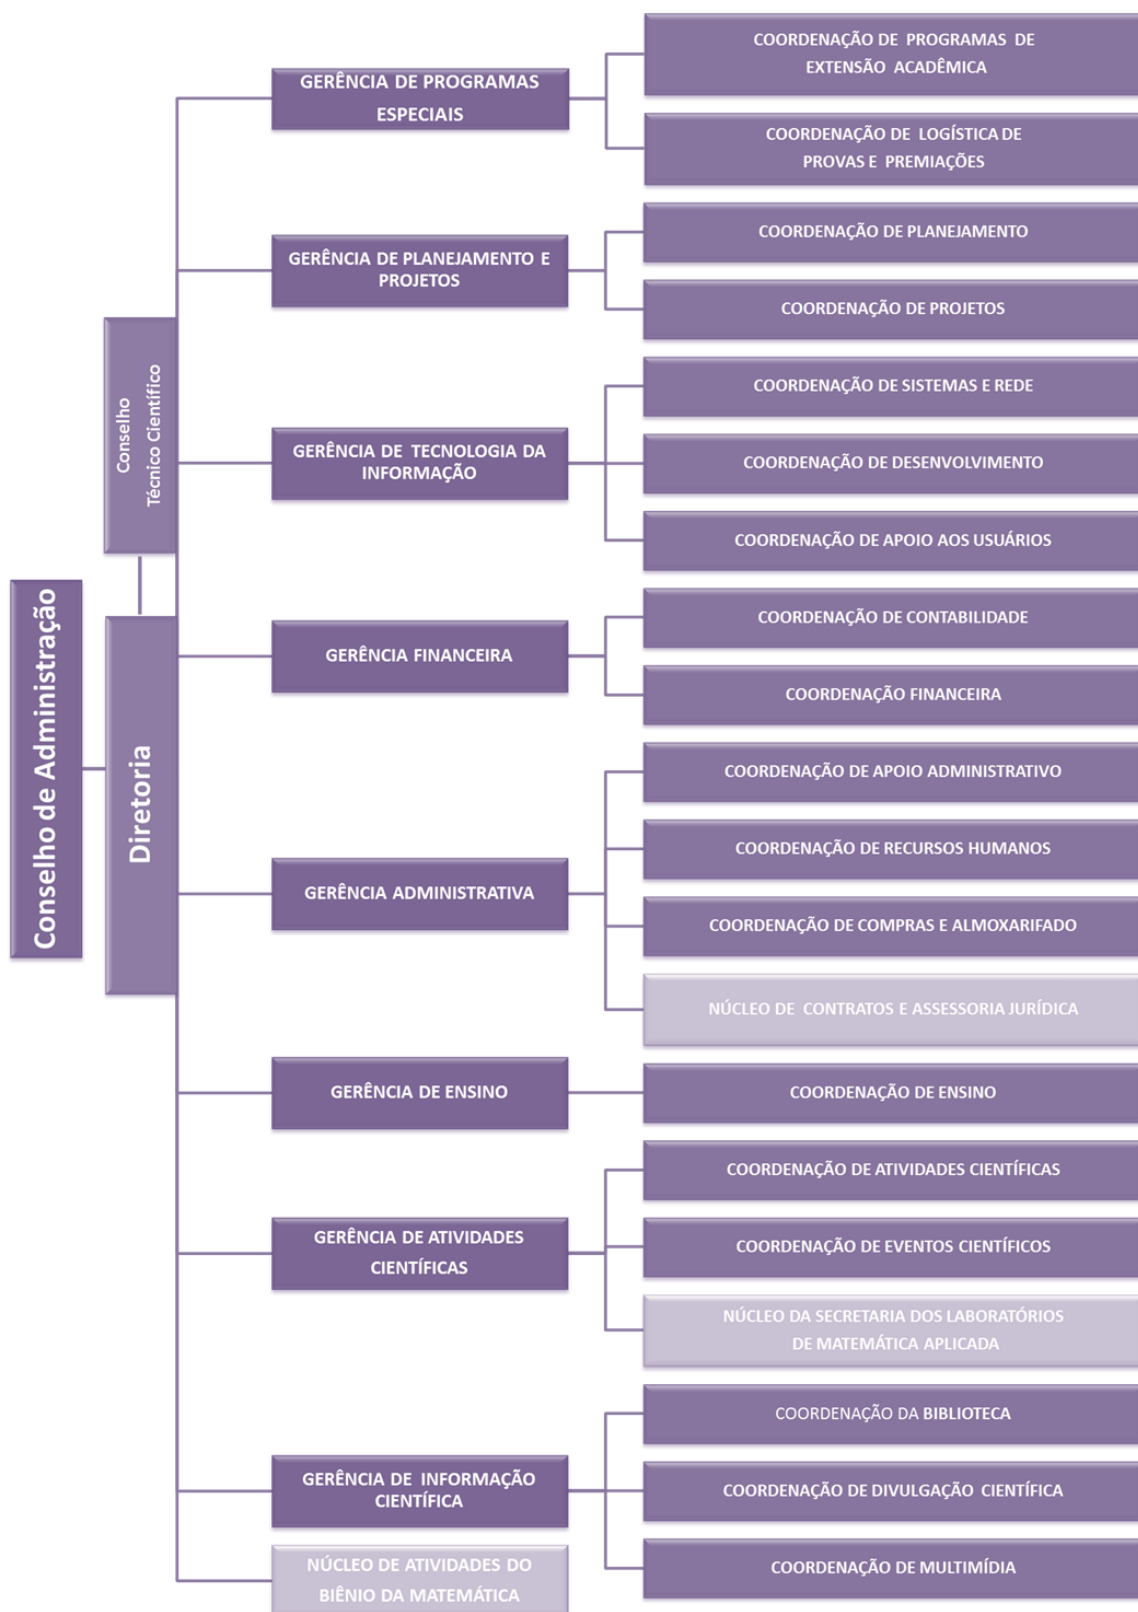 Conselho de Administração
Diretoria
Conselho
Técnico Científico
GERÊNCIA DE PROGRAMAS
ESPECIAIS
COORDENAÇÃO DE PROGRAMAS DE
EXTENSÃO ACADÊMICA
COORDENAÇÃO DE LOGÍSTICA DE
PROVAS E PREMIAÇÕES
GERÊNCIA DE PLANEJAMENTO E
PROJETOS
COORDENAÇÃO DE PLANEJAMENTO
COORDENAÇÃO DE PROJETOS
GERÊNCIA DE TECNOLOGIA DA
INFORMAÇÃO
COORDENAÇÃO DE SISTEMAS E REDE
COORDENAÇÃO DE DESENVOLVIMENTO
COORDENAÇÃO DE APOIO AOS USUÁRIOS
GERÊNCIA FINANCEIRA
COORDENAÇÃO DE CONTABILIDADE
COORDENAÇÃO FINANCEIRA
GERÊNCIA ADMINISTRATIVA
COORDENAÇÃO DE APOIO ADMINISTRATIVO
COORDENAÇÃO DE RECURSOS HUMANOS
COORDENAÇÃO DE COMPRAS E ALMOXARIFADO
NÚCLEO DE CONTRATOS E ASSESSORIA JURÍDICA
GERÊNCIA DE ENSINO
COORDENAÇÃO DE ENSINO
GERÊNCIA DE ATIVIDADES
CIENTÍFICAS
COORDENAÇÃO DE ATIVIDADES CIENTÍFICAS
COORDENAÇÃO DE EVENTOS CIENTÍFICOS
NÚCLEO DA SECRETARIA DOS LABORATÓRIOS
DE MATEMÁTICA APLICADA
GERÊNCIA DE INFORMAÇÃO
CIENTÍFICA
COORDENAÇÃO DA BIBLIOTECA
COORDENAÇÃO DE DIVULGAÇÃO CIENTÍFICA
COORDENAÇÃO DE MULTIMÍDIA
NÚCLEO DE ATIVIDADES DO
BIÊNIO DA MATEMÁTICA